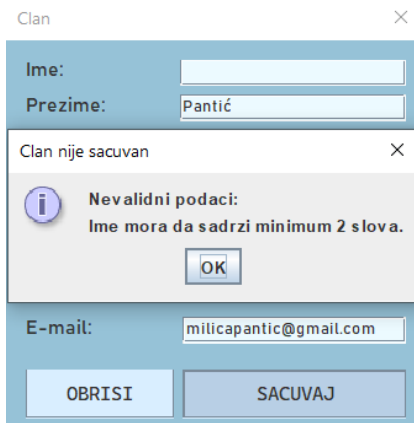 Clan
Ime:
Prezime: Pantić
Clan nije sacuvan
Nevalidni podaci:
Ime mora da sadrzi minimum 2 slova.
OK
E-mail: milicapantic@gmail.com
OBRISI SACUVAJ